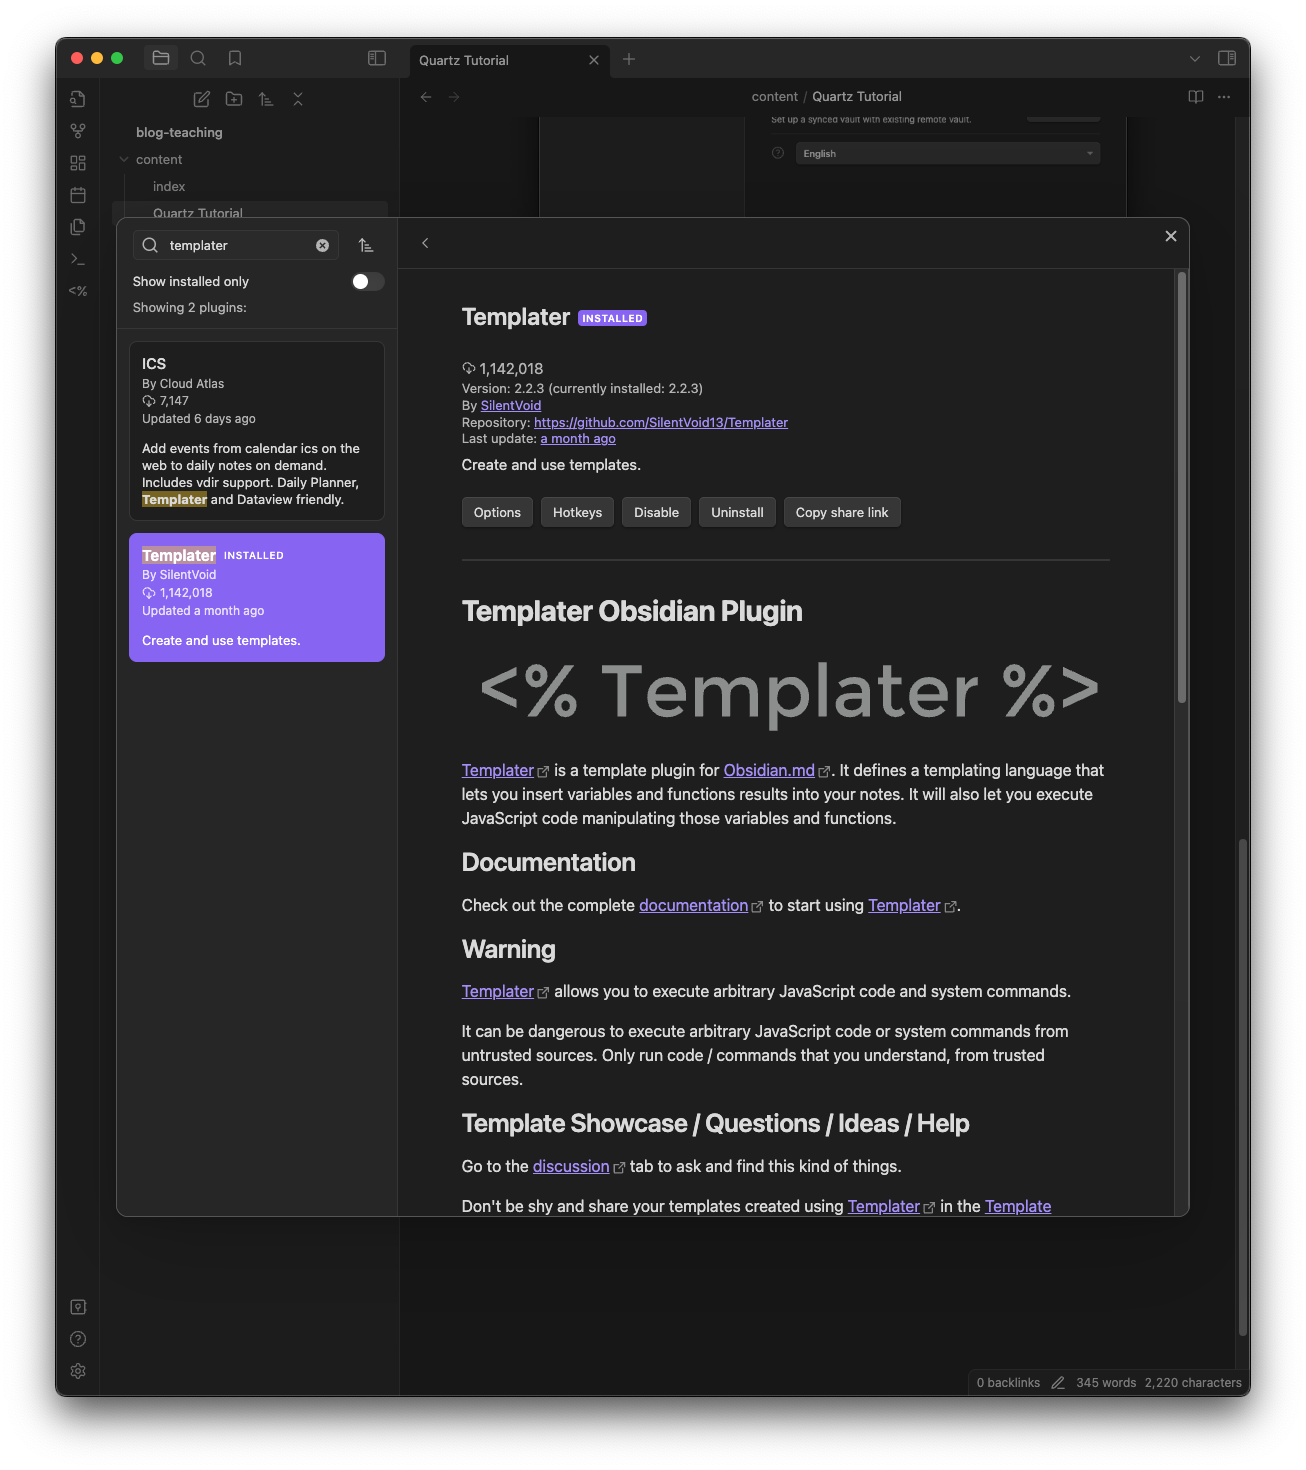 Quartz Tutorial
content / Quartz Tutorial
blog-teaching
content
index
Quartz Tutorial
Set up a synced vault with existing remote vault.
English
<%
templater
Show installed only
Showing 2 plugins:
ICS
By Cloud Atlas
7,147
Updated 6 days ago
Add events from calendar ics on the
web to daily notes on demand.
Includes vdir support. Daily Planner,
Templater and Dataview friendly.
Templater INSTALLED
By SilentVoid
1,142,018
Updated a month ago
Create and use templates.
Templater INSTALLED
1,142,018
Version: 2.2.3 (currently installed: 2.2.3)
By SilentVoid
Repository: https://github.com/SilentVoid13/Templater
Last update: a month ago
Create and use templates.
Options Hotkeys Disable Uninstall Copy share link
Templater Obsidian Plugin
<% Templater %>
Templater is a template plugin for Obsidian.md. It defines a templating language that
lets you insert variables and functions results into your notes. It will also let you execute
JavaScript code manipulating those variables and functions.
Documentation
Check out the complete documentation to start using Templater.
Warning
Templater allows you to execute arbitrary JavaScript code and system commands.
It can be dangerous to execute arbitrary JavaScript code or system commands from
untrusted sources. Only run code / commands that you understand, from trusted
sources.
Template Showcase / Questions / Ideas / Help
Go to the discussion tab to ask and find this kind of things.
Don't be shy and share your templates created using Templater in the Template
0 backlinks 345 words 2,220 characters